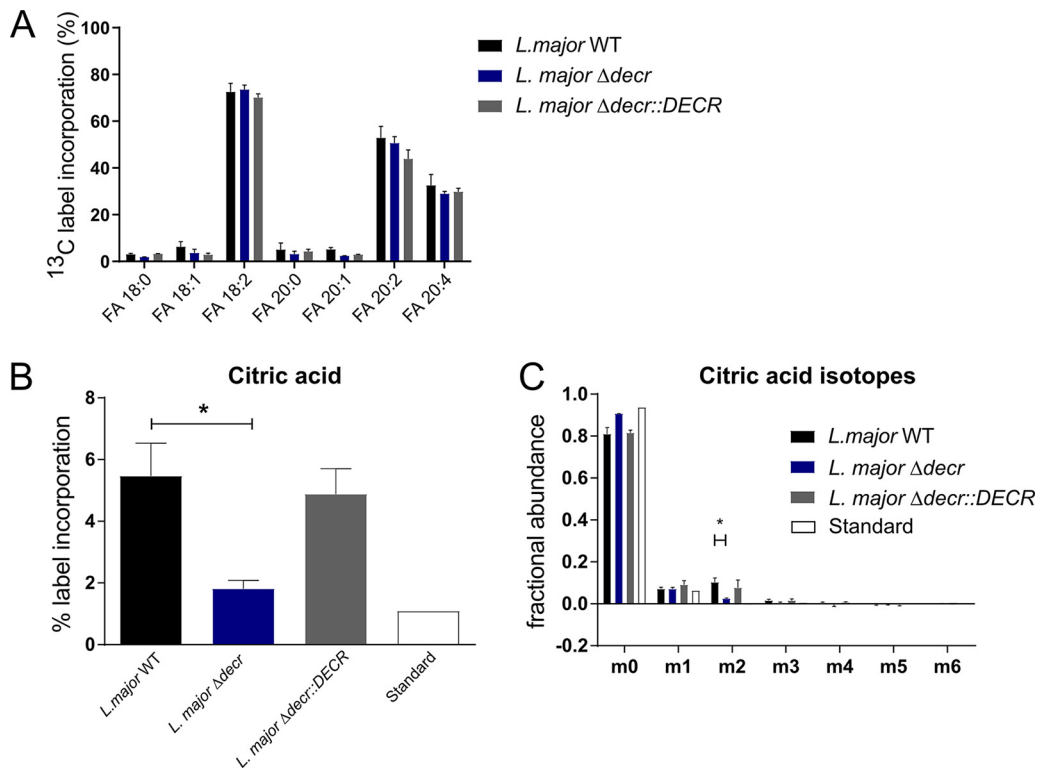 A
13C label incorporation (%)
100
80
60
40
20
0
FA 18:0
FA 18:1
FA 18:2
FA 20:0
FA 20:1
FA 20:2
FA 20:4
L.major WT
L. major Δdecr
L. major Δdecr::DECR
B
Citric acid
% label incorporation
8
6
4
2
0
*
L.major WT
L. major Δdecr
L. major Δdecr::DECR
Standard
C
Citric acid isotopes
fractional abundance
1.0
0.8
0.6
0.4
0.2
0.0
-0.2
*
m0 m1 m2 m3 m4 m5 m6
L.major WT
L. major Δdecr
L. major Δdecr::DECR
Standard